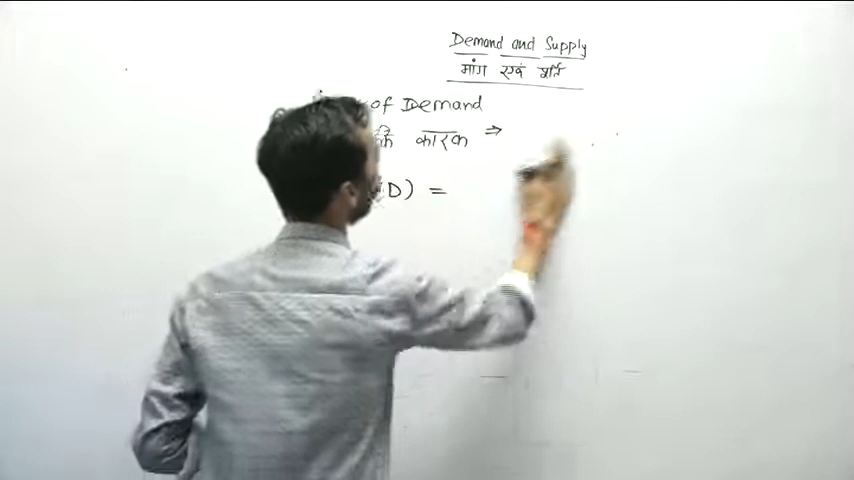 Demand and Supply
मांग एवं पूर्ति
of Demand
के कारक ⇒
D) =